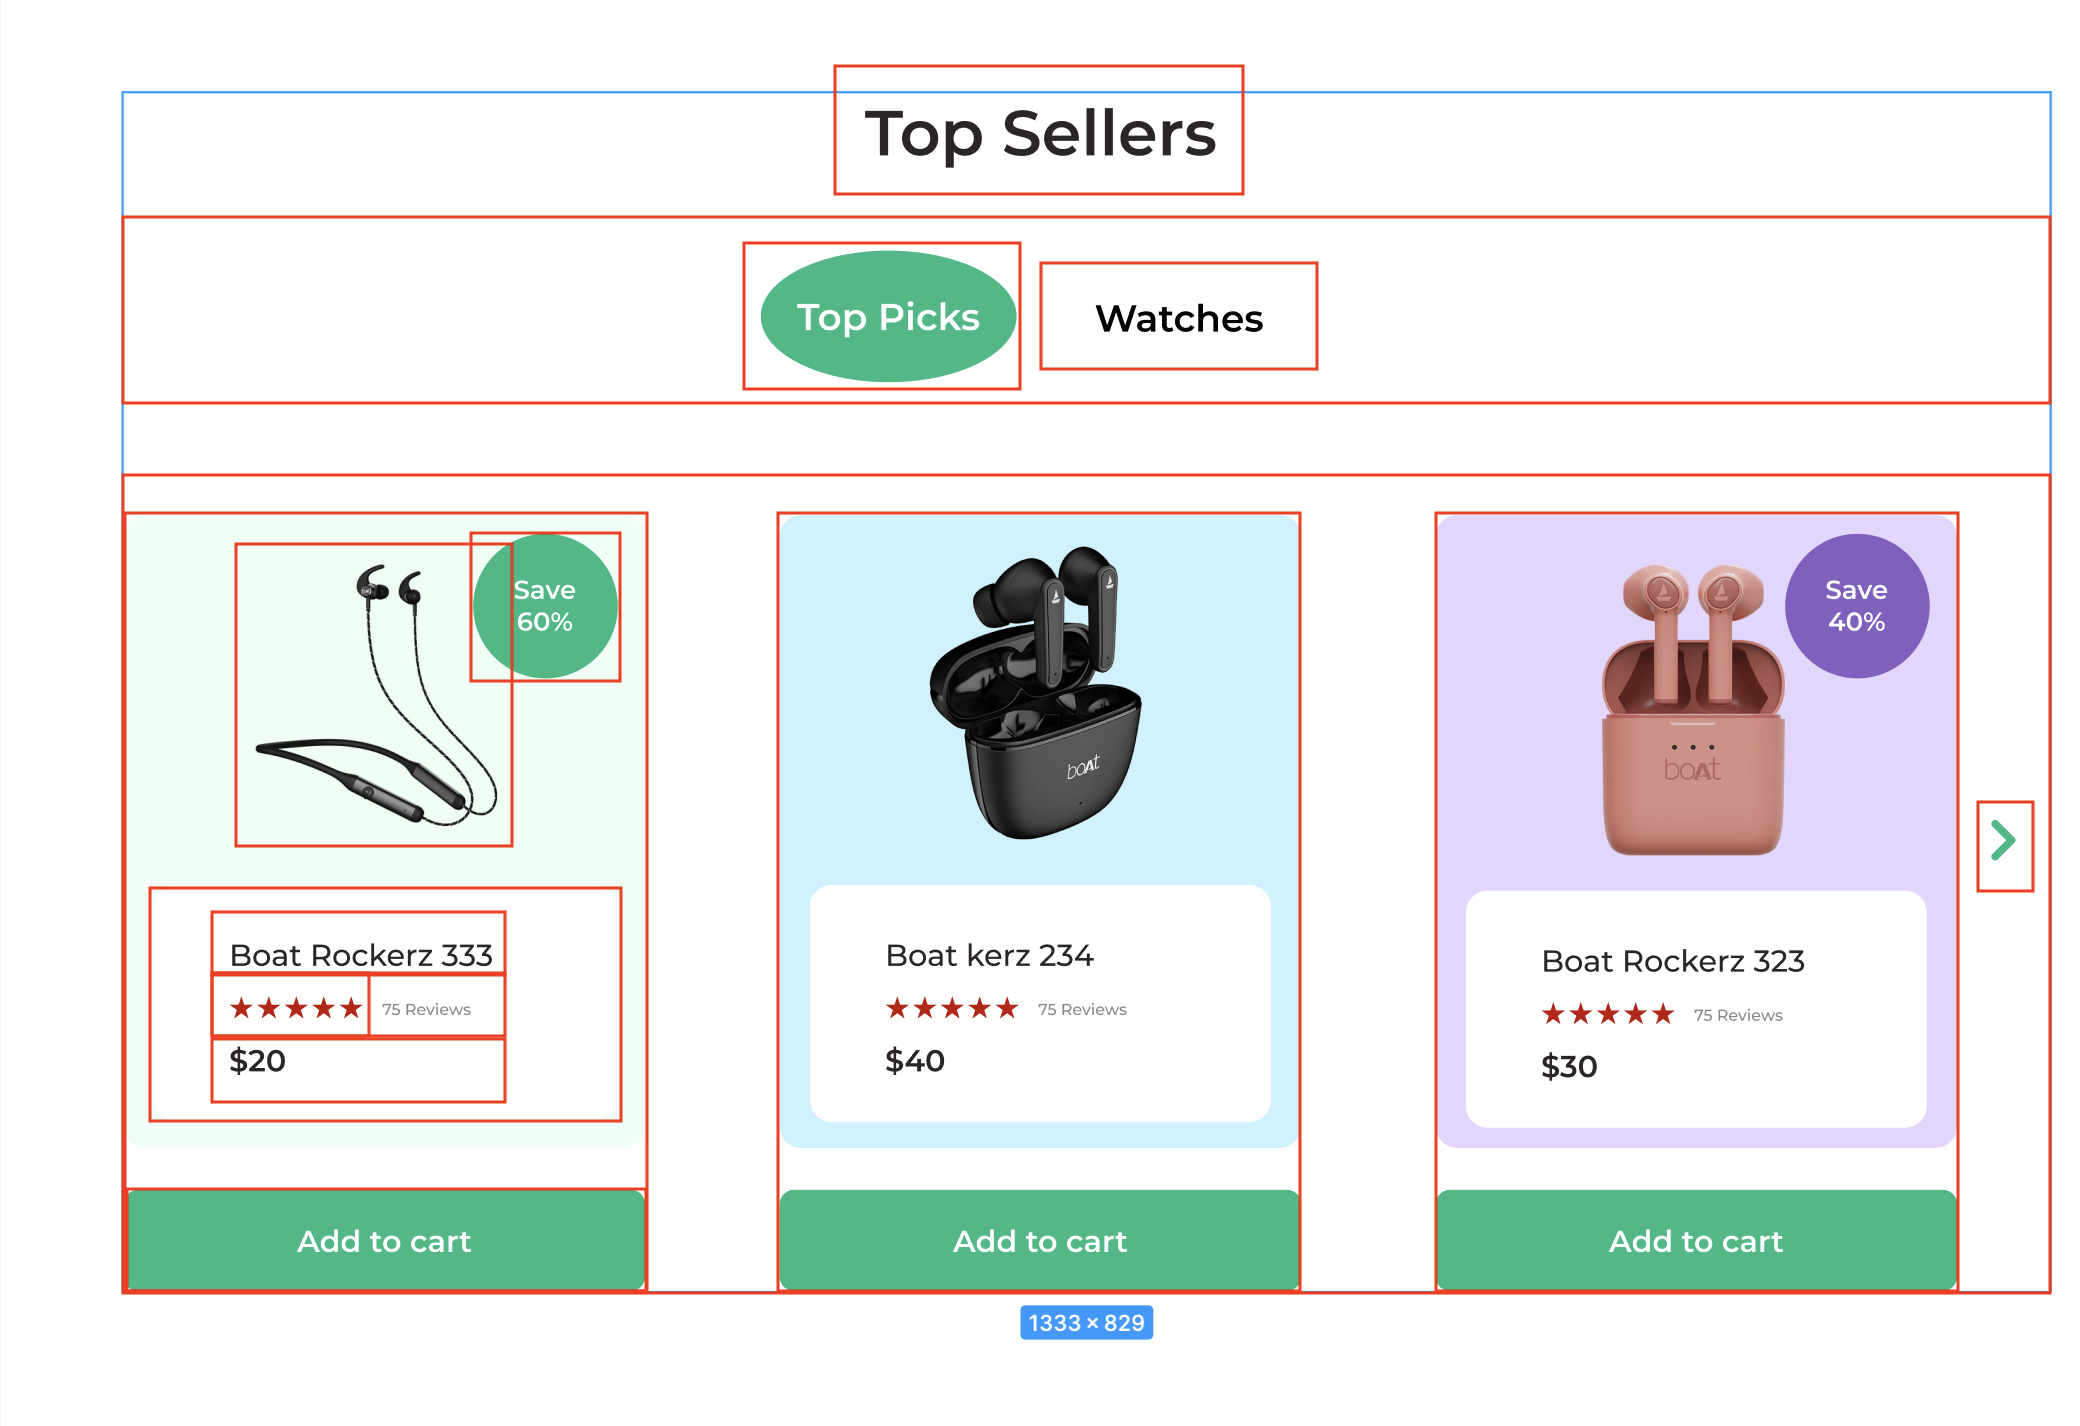 Top Sellers
Top Picks
Watches
Save
60%
boAt
boAt
Save
40%
Boat Rockerz 333
★★★★★ 75 Reviews
$20
Boat kerz 234
★★★★★ 75 Reviews
$40
Boat Rockerz 323
★★★★★ 75 Reviews
$30
Add to cart
Add to cart
Add to cart
1333 × 829